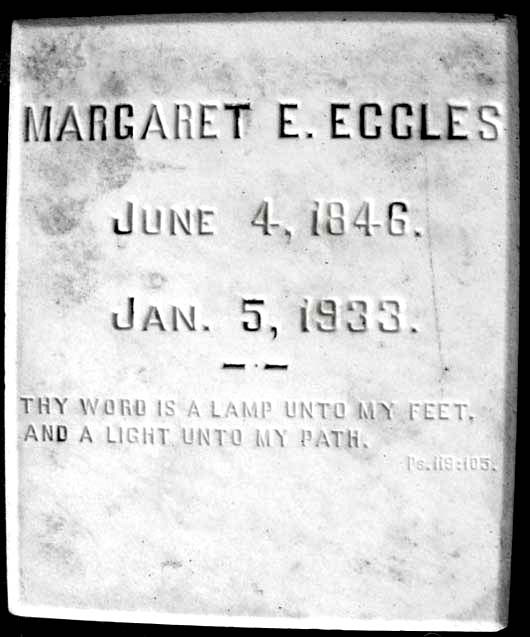 MARGARET E. ECCLES
JUNE 4, 1846.
JAN. 5, 1933.
THY WORD IS A LAMP UNTO MY FEET.
AND A LIGHT UNTO MY PATH.
Ps. 119:105.